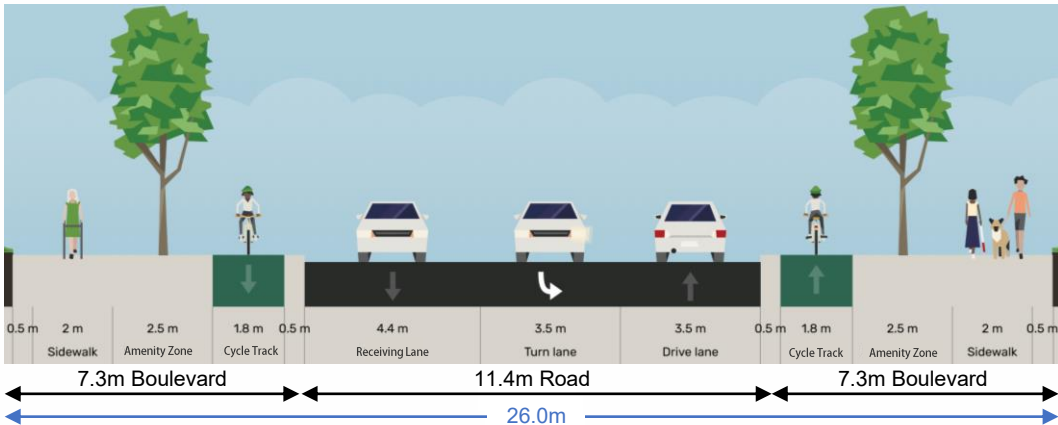 0.5 m 2 m 2.5 m 1.8 m 0.5 m 4.4 m 3.5 m 3.5 m 0.5 m 1.8 m 2.5 m 2 m 0.5 m
Sidewalk Amenity Zone Cycle Track Receiving Lane Turn lane Drive lane Cycle Track Amenity Zone Sidewalk
7.3m Boulevard 11.4m Road 7.3m Boulevard
26.0m